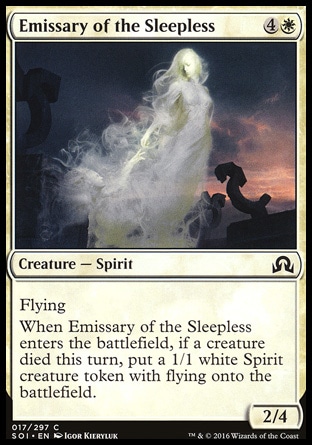 Emissary of the Sleepless 4
Creature — Spirit
Flying
When Emissary of the Sleepless
enters the battlefield, if a creature
died this turn, put a 1/1 white Spirit
creature token with flying onto the
battlefield.
2/4
017/297 C
SOI • EN Igor Kieryluk ™ & © 2016 Wizards of the Coast